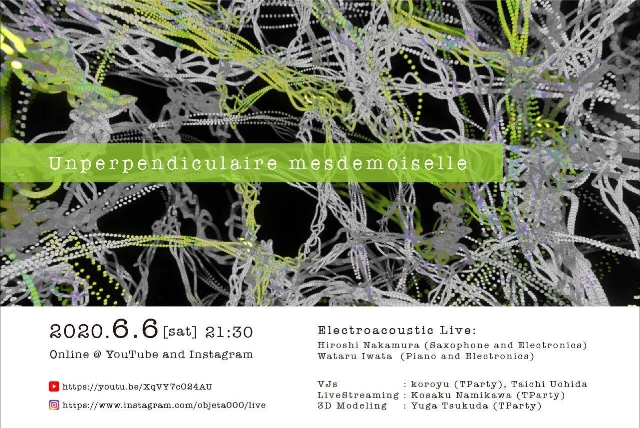 Unperpendiculaire mesdemoiselle
2020.6.6 [sat] 21:30
Online @ YouTube and Instagram
https://youtu.be/XqVY7c024AU
https://www.instagram.com/objeta000/live
Electroacoustic Live:
Hiroshi Nakamura (Saxophone and Electronics)
Wataru Iwata (Piano and Electronics)
VJs : koroyu (TParty), Taichi Uchida
LiveStreaming : Kosaku Namikawa (TParty)
3D Modeling : Yuga Tsukuda (TParty)